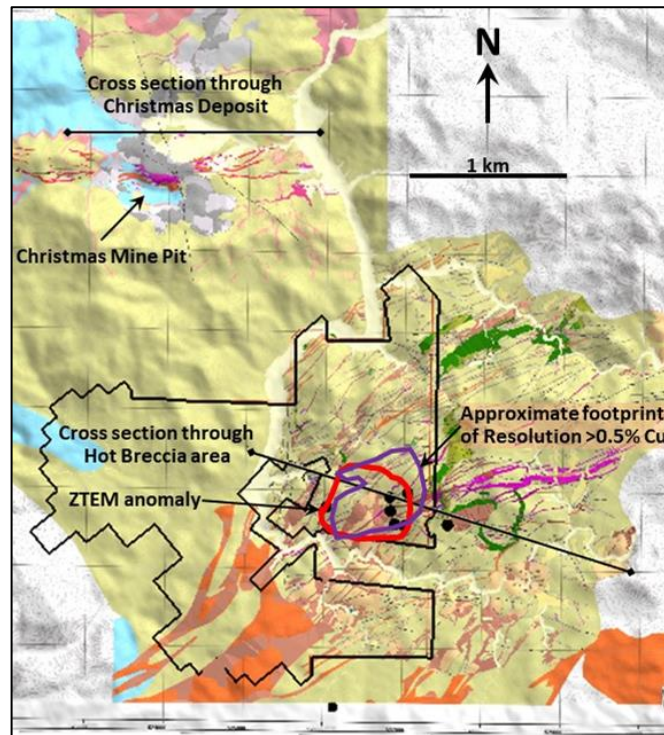 Cross section through
Christmas Deposit
N
1 km
Christmas Mine Pit
Approximate footprint
of Resolution >0.5% Cu
Cross section through
Hot Breccia area
ZTEM anomaly